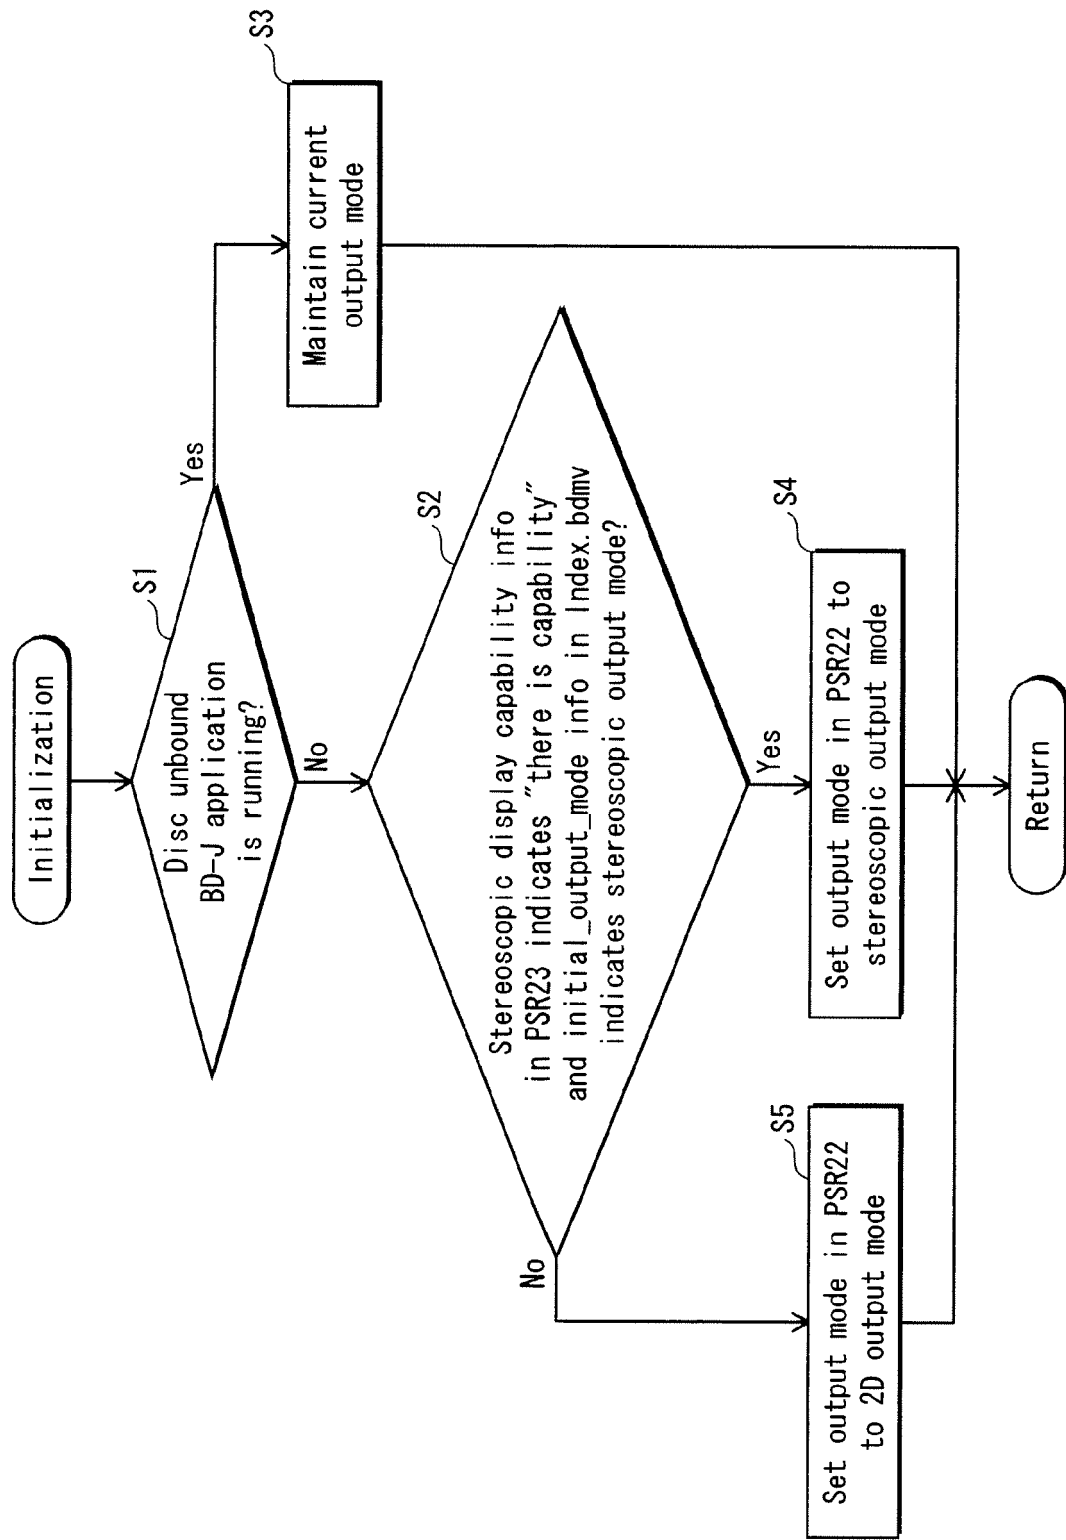 Initialization
S1
Disc unbound
BD-J application
is running?
Yes
No
S3
Maintain current
output mode
S2
Stereoscopic display capability info
in PSR23 indicates "there is capability"
and initial_output_mode info in Index.bdmv
indicates stereoscopic output mode?
No
Yes
S5
Set output mode in PSR22
to 2D output mode
S4
Set output mode in PSR22 to
stereoscopic output mode
Return